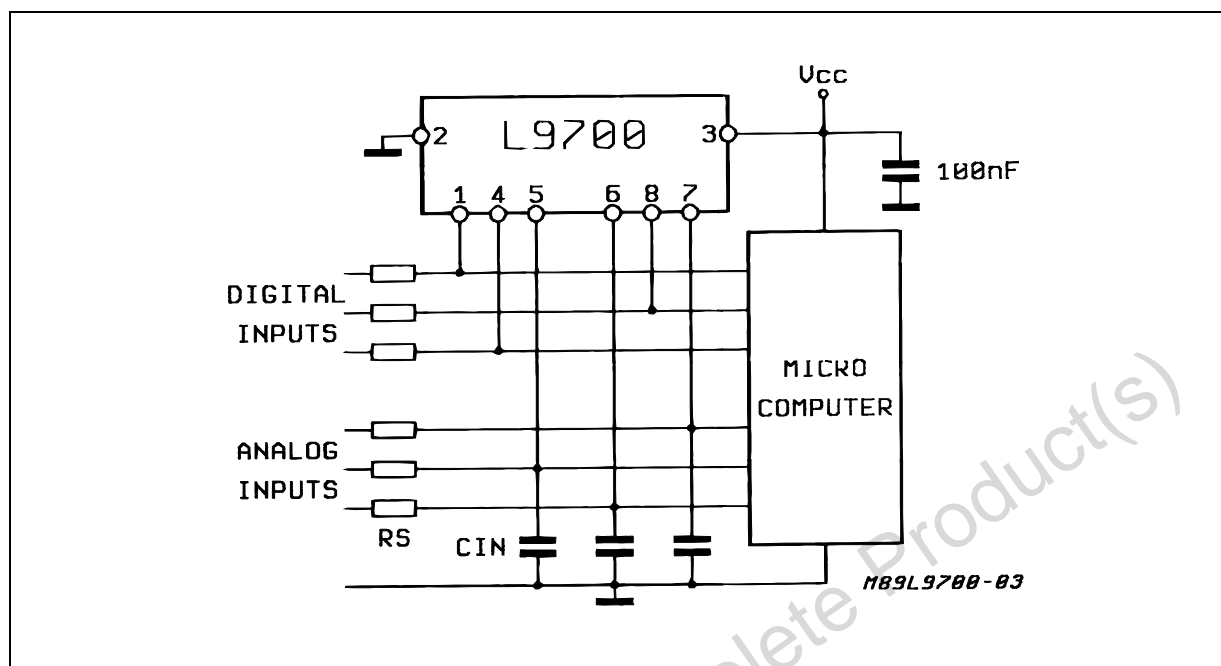 Vcc
2
L9700
3
100nF
1 4 5 6 8 7
DIGITAL
INPUTS
MICRO
COMPUTER
ANALOG
INPUTS
RS
CIN
M89L9700-03
lete Product(s)